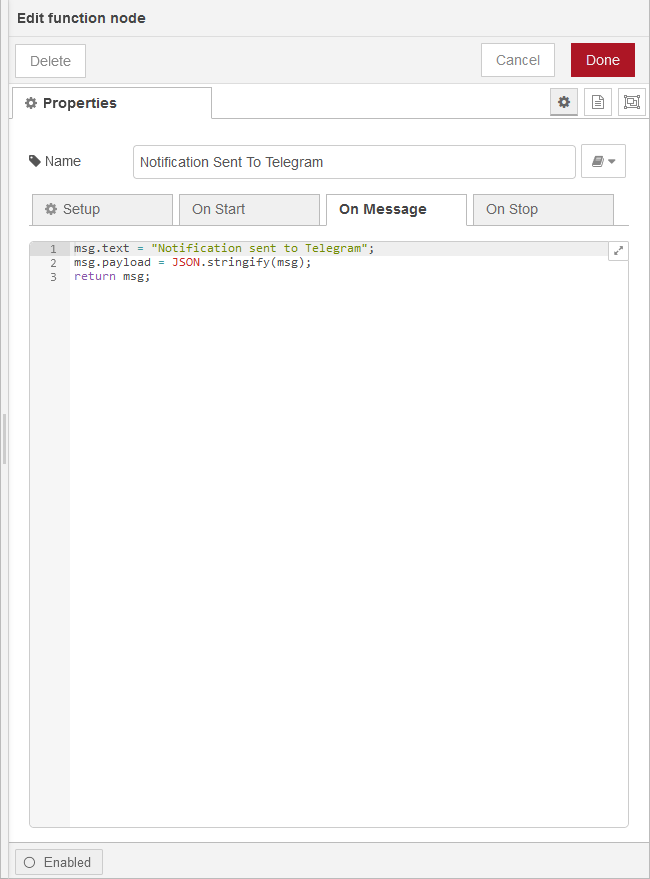 Edit function node
Delete
Cancel
Done
Properties
Name
Notification Sent To Telegram
Setup
On Start
On Message
On Stop
1 msg.text = "Notification sent to Telegram";
2 msg.payload = JSON.stringify(msg);
3 return msg;
Enabled